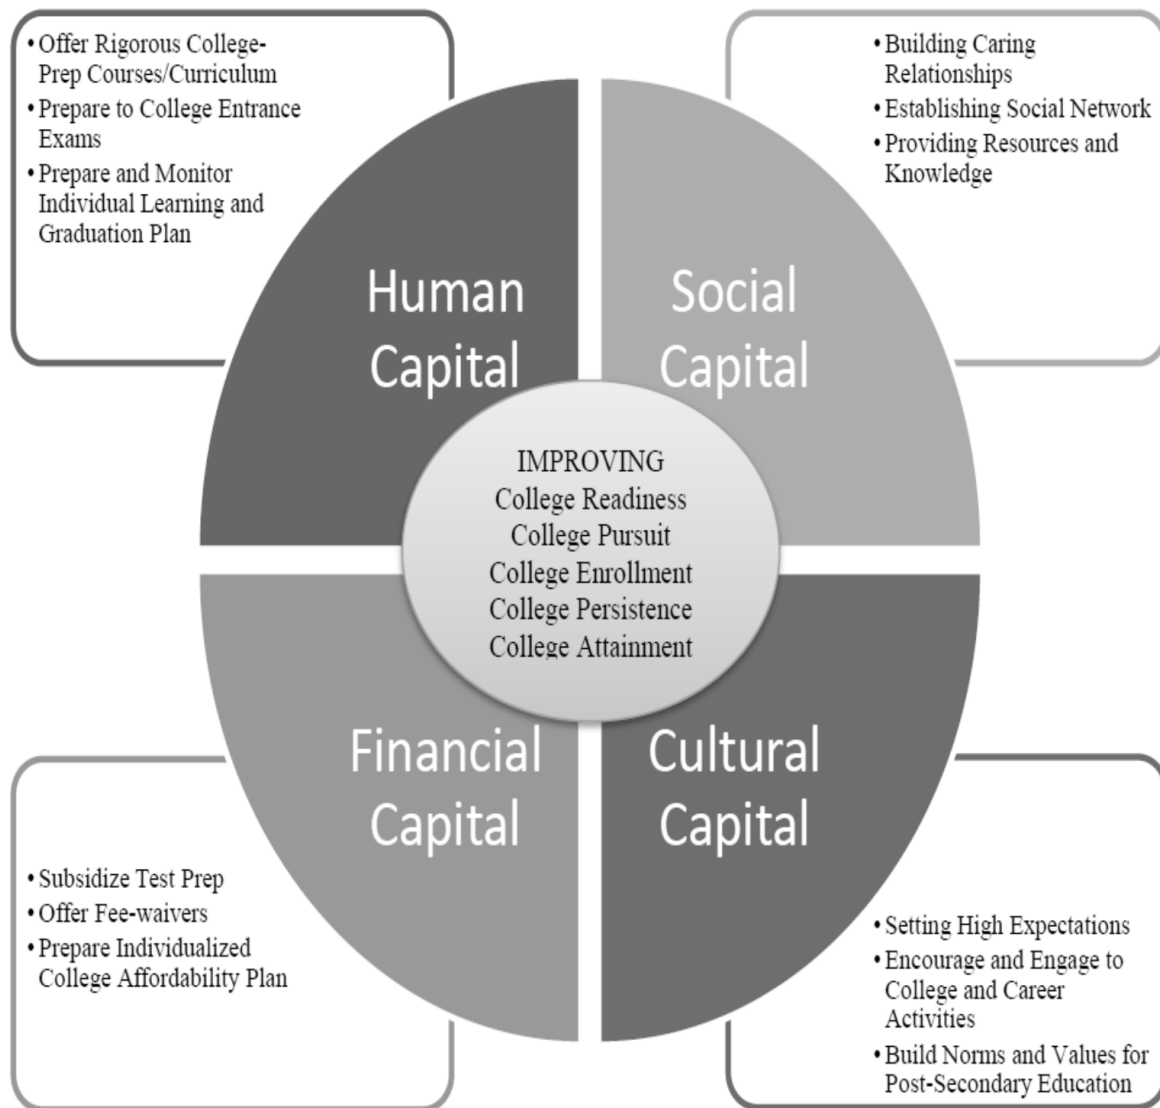 • Offer Rigorous College-
Prep Courses/Curriculum
• Prepare to College Entrance
Exams
• Prepare and Monitor
Individual Learning and
Graduation Plan
• Building Caring
Relationships
• Establishing Social Network
• Providing Resources and
Knowledge
Human
Capital
Social
Capital
IMPROVING
College Readiness
College Pursuit
College Enrollment
College Persistence
College Attainment
Financial
Capital
Cultural
Capital
• Subsidize Test Prep
• Offer Fee-waivers
• Prepare Individualized
College Affordability Plan
• Setting High Expectations
• Encourage and Engage to
College and Career
Activities
• Build Norms and Values for
Post-Secondary Education